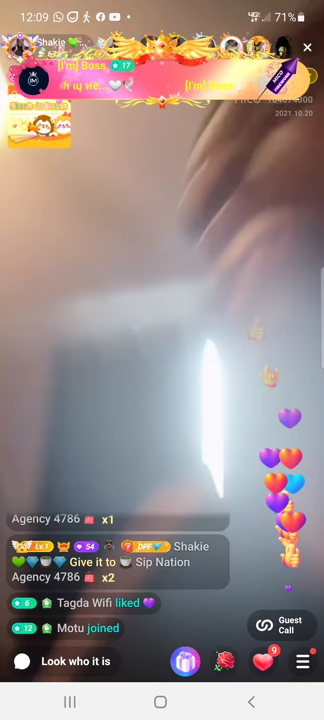 12:09
71%
Shakie
[I'm] Boss ★17
[I'm] Boss
MICO
2021.10.20
Agency 4786 x1
Lv.1 54 DPF Shakie
Give it to Sip Nation
Agency 4786 x2
6 Tagda Wifi liked
12 Motu joined
Guest
Call
Look who it is
9